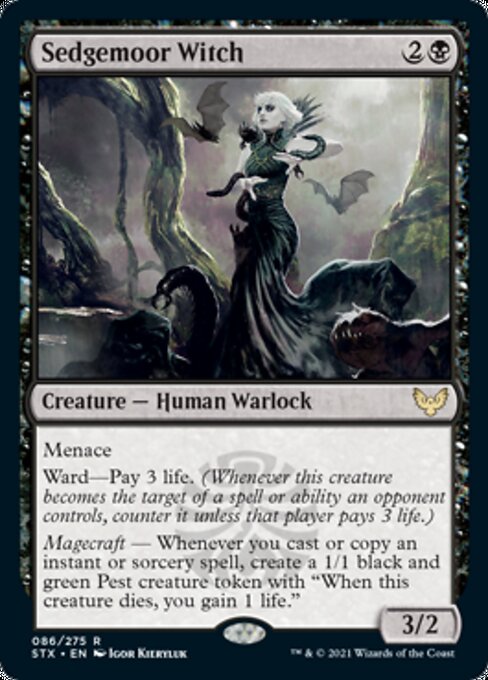 Sedgemoor Witch 2
Creature — Human Warlock
Menace
Ward—Pay 3 life. (Whenever this creature
becomes the target of a spell or ability an opponent
controls, counter it unless that player pays 3 life.)
Magecraft — Whenever you cast or copy an
instant or sorcery spell, create a 1/1 black and
green Pest creature token with “When this
creature dies, you gain 1 life.”
3/2
086/275 R
STX • EN Igor Kieryluk
™ & © 2021 Wizards of the Coast